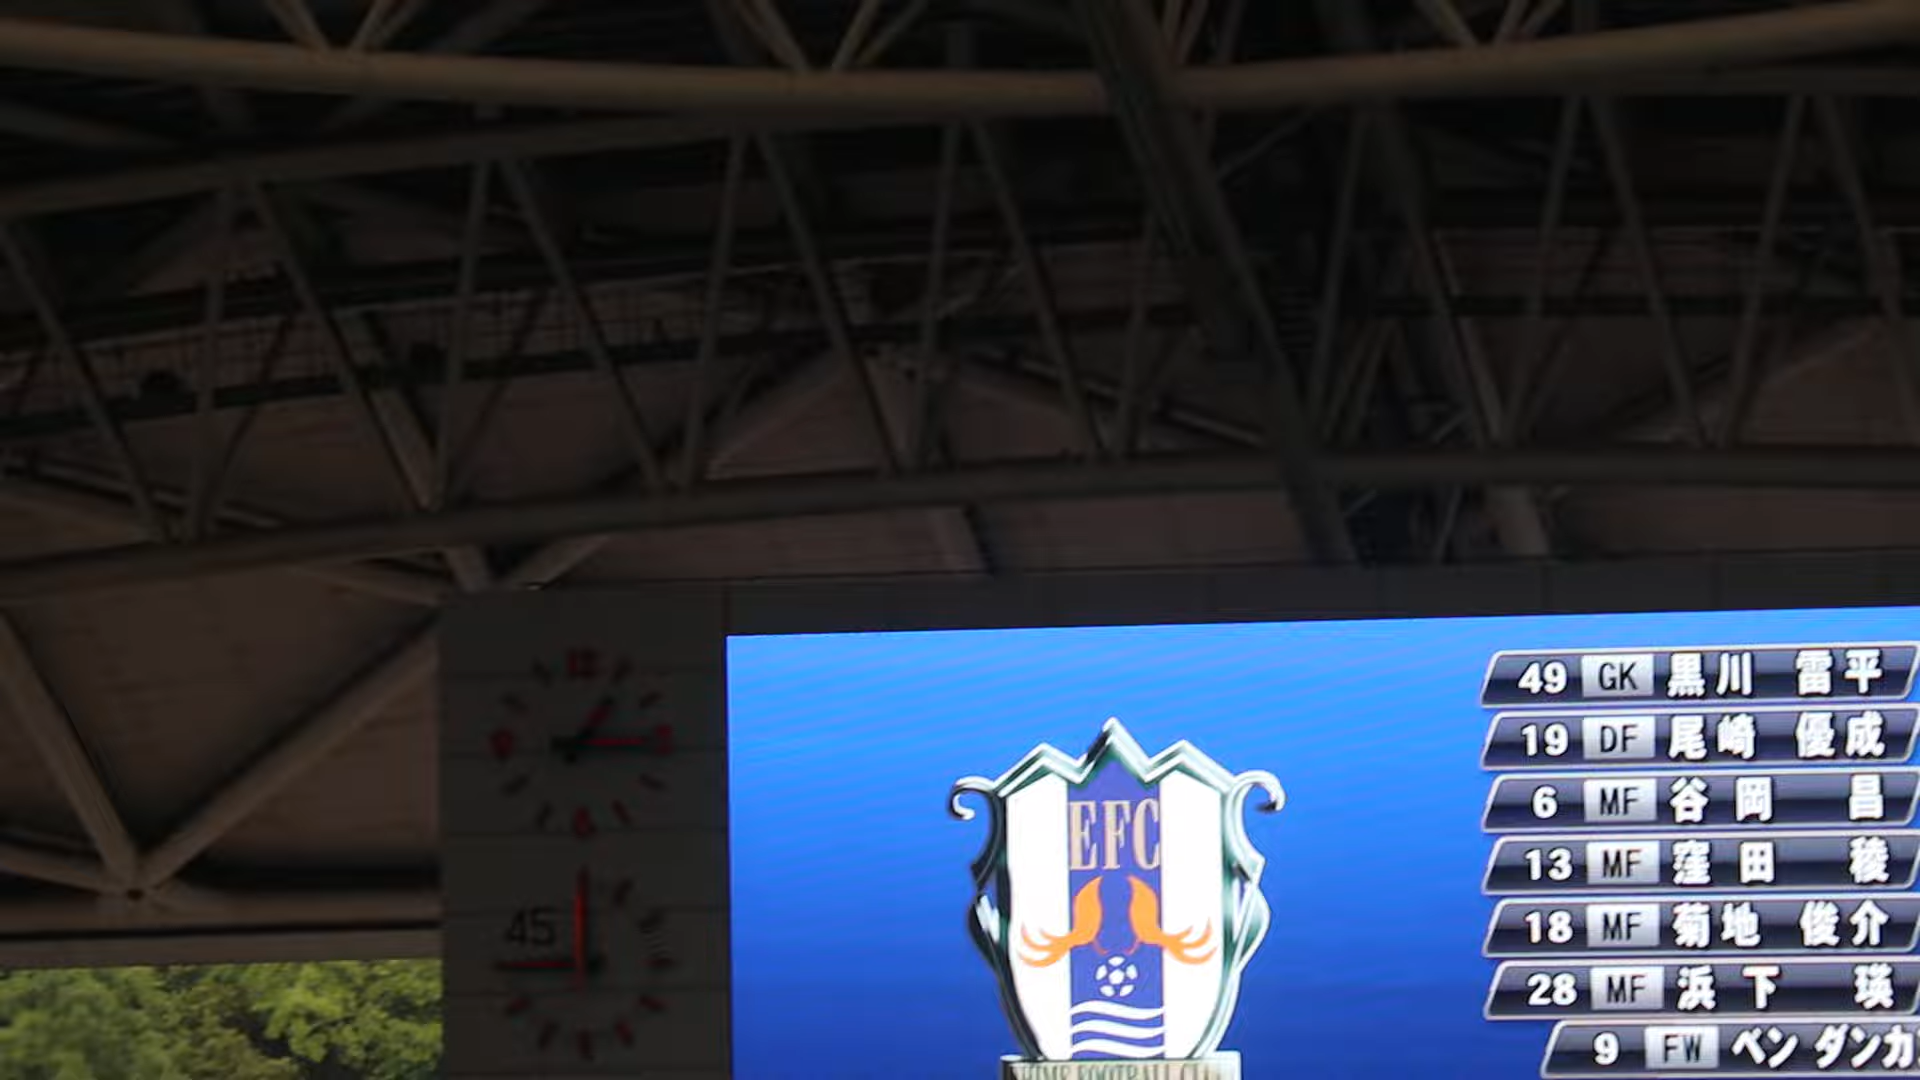 12
45
EFC
49 GK 黒川 雷平
19 DF 尾崎 優成
6 MF 谷岡 昌
13 MF 窪田 稜
18 MF 菊地 俊介
28 MF 浜下 瑛
9 FW ベン ダンカ
FOOTBALL